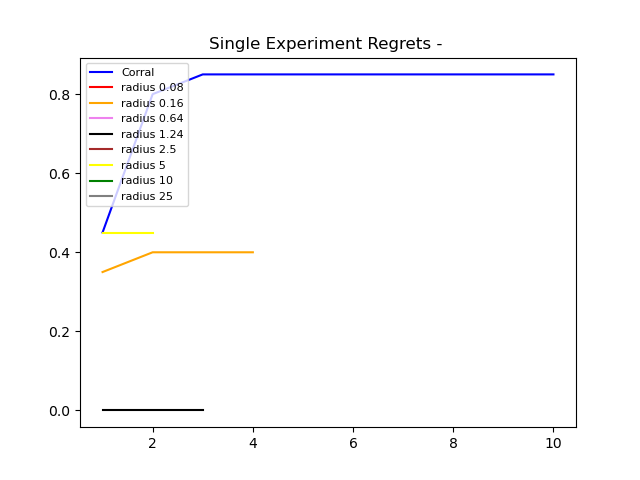 Single Experiment Regrets -
Corral
radius 0.08
radius 0.16
radius 0.64
radius 1.24
radius 2.5
radius 5
radius 10
radius 25
0.8
0.6
0.4
0.2
0.0
2 4 6 8 10